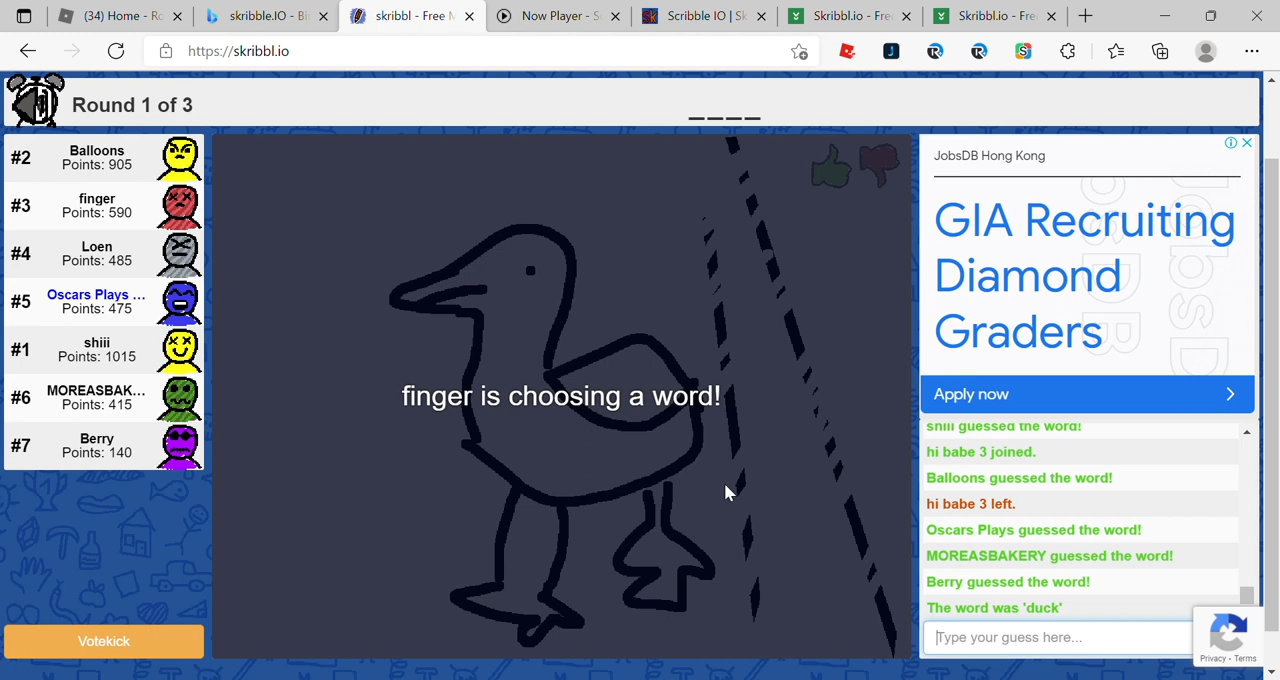 (34) Home - Ro
skribble.IO - Bi
skribbl - Free M
Now Player - S
Scribble IO | Sk
Skribbl.io - Free
Skribbl.io - Free
https://skribbl.io
Round 1 of 3
____
#2 Balloons
Points: 905
#3 finger
Points: 590
#4 Loen
Points: 485
#5 Oscars Plays ...
Points: 475
#1 shiii
Points: 1015
#6 MOREASBAK...
Points: 415
#7 Berry
Points: 140
Votekick
finger is choosing a word!
JobsDB Hong Kong
GIA Recruiting
Diamond
Graders
Apply now
shiii guessed the word!
hi babe 3 joined.
Balloons guessed the word!
hi babe 3 left.
Oscars Plays guessed the word!
MOREASBAKERY guessed the word!
Berry guessed the word!
The word was 'duck'
Type your guess here...
Privacy - Terms